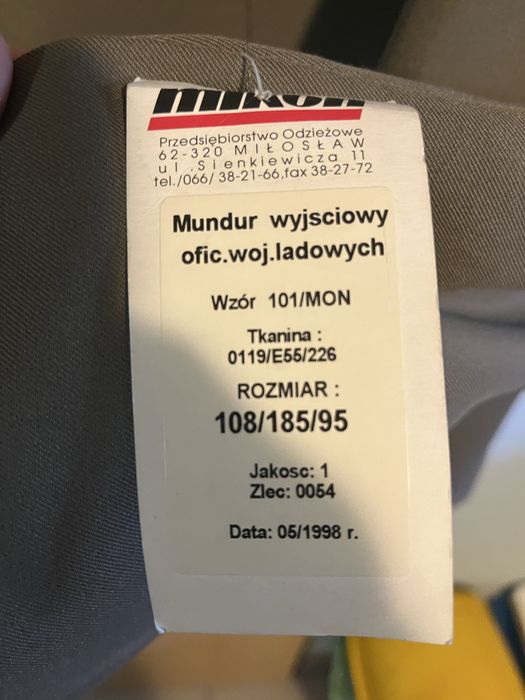 Przedsiębiorstwo Odzieżowe
62-320 MIŁOSŁAW
ul.Sienkiewicza 11
tel./066/ 38-21-66,fax 38-27-72
Mundur wyjsciowy
ofic.woj.ladowych
Wzór 101/MON
Tkanina :
0119/E55/226
ROZMIAR :
108/185/95
Jakosc: 1
Zlec: 0054
Data: 05/1998 r.